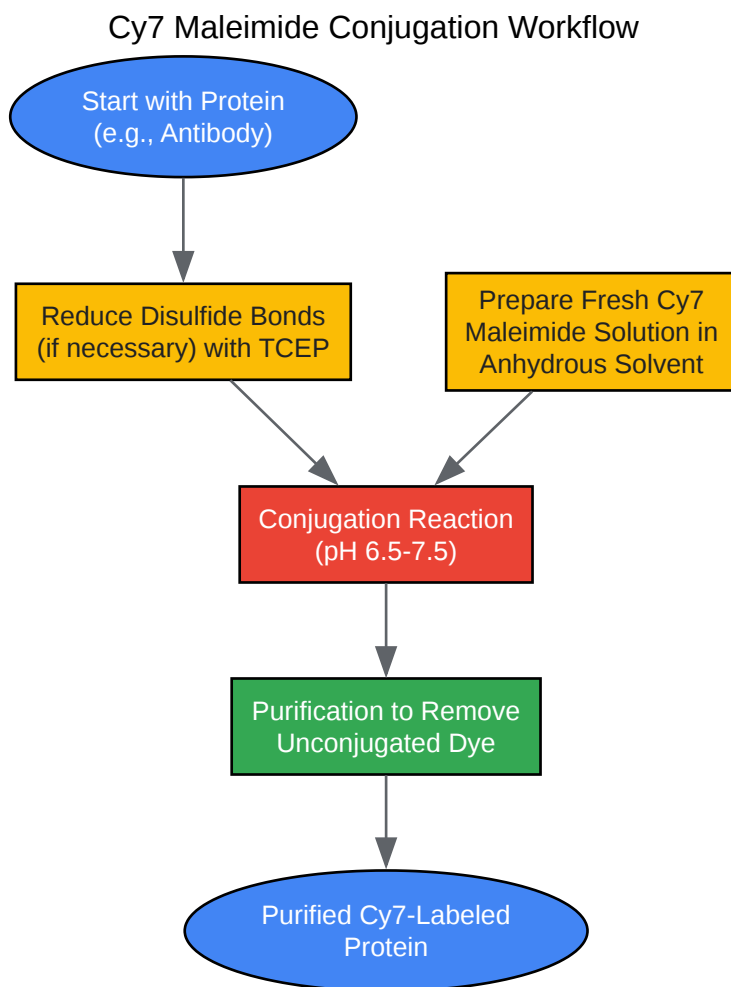 Cy7 Maleimide Conjugation Workflow
Start with Protein
(e.g., Antibody)
Reduce Disulfide Bonds
(if necessary) with TCEP
Prepare Fresh Cy7
Maleimide Solution in
Anhydrous Solvent
Conjugation Reaction
(pH 6.5-7.5)
Purification to Remove
Unconjugated Dye
Purified Cy7-Labeled
Protein